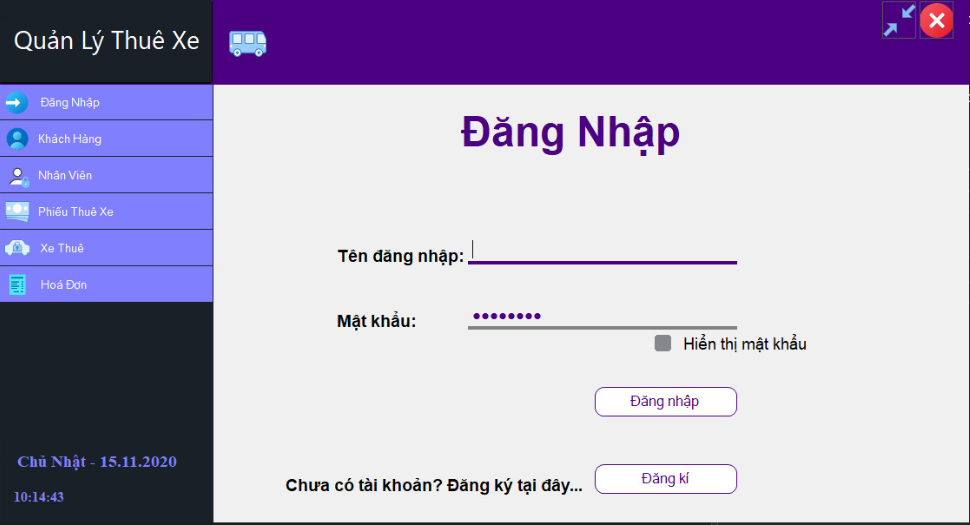 Quản Lý Thuê Xe
Đăng Nhập
Khách Hàng
Nhân Viên
Phiếu Thuê Xe
Xe Thuê
Hoá Đơn
Chủ Nhật - 15.11.2020
10:14:43
Đăng Nhập
Tên đăng nhập:
Mật khẩu:
Hiển thị mật khẩu
Đăng nhập
Chưa có tài khoản? Đăng ký tại đây... Đăng kí